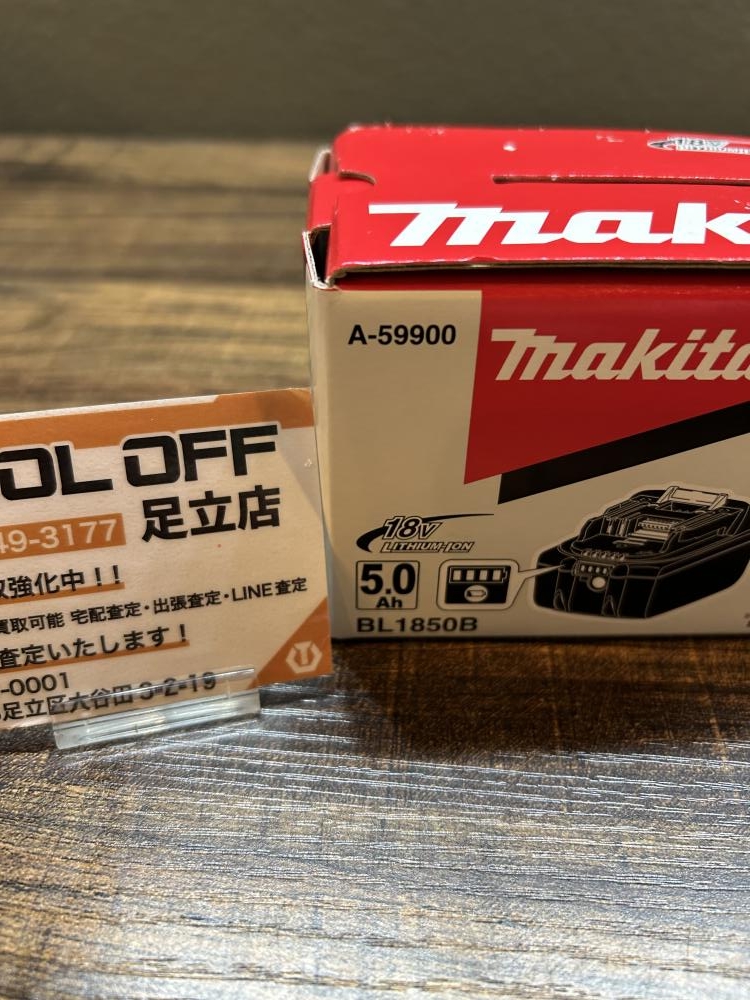 18V
mak
A-59900
makita
18V
LITHIUM-ION
5.0
Ah
BL1850B
OL OFF
49-3177 足立店
強化中!!
買取可能 宅配査定・出張査定・LINE査定
査定いたします!
-0001
足立区大谷田3-2-19